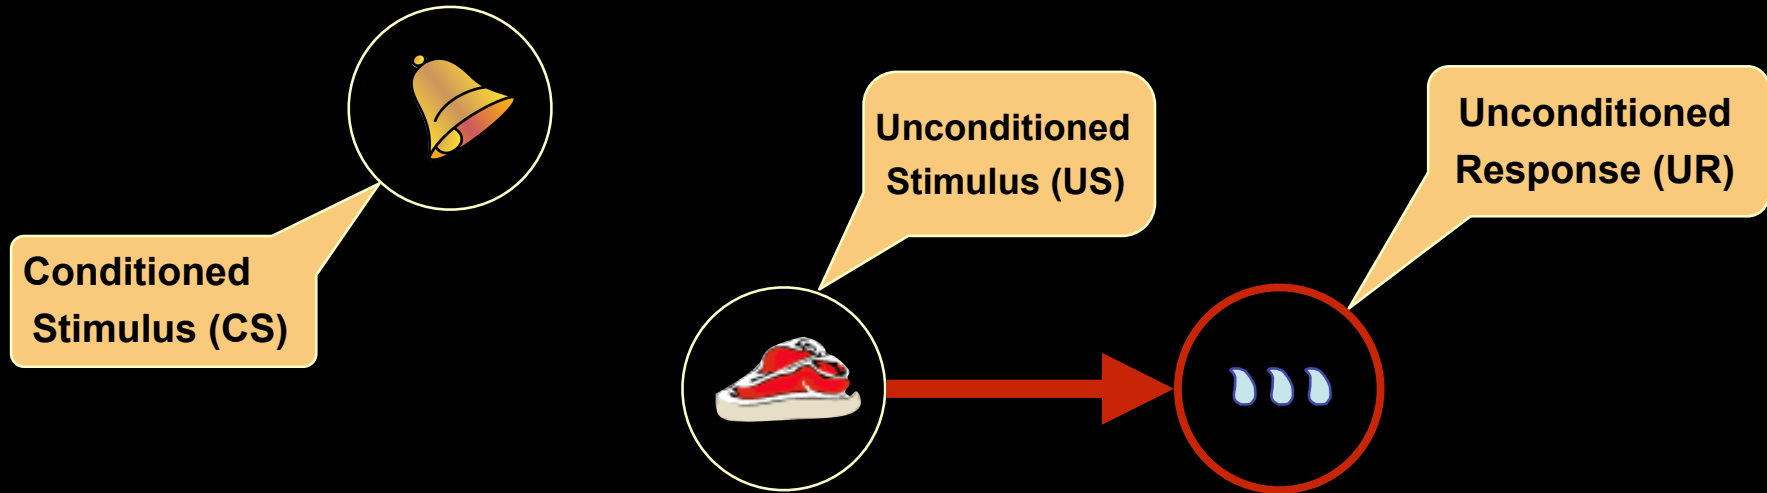 Conditioned
Stimulus (CS)
Unconditioned
Stimulus (US)
Unconditioned
Response (UR)